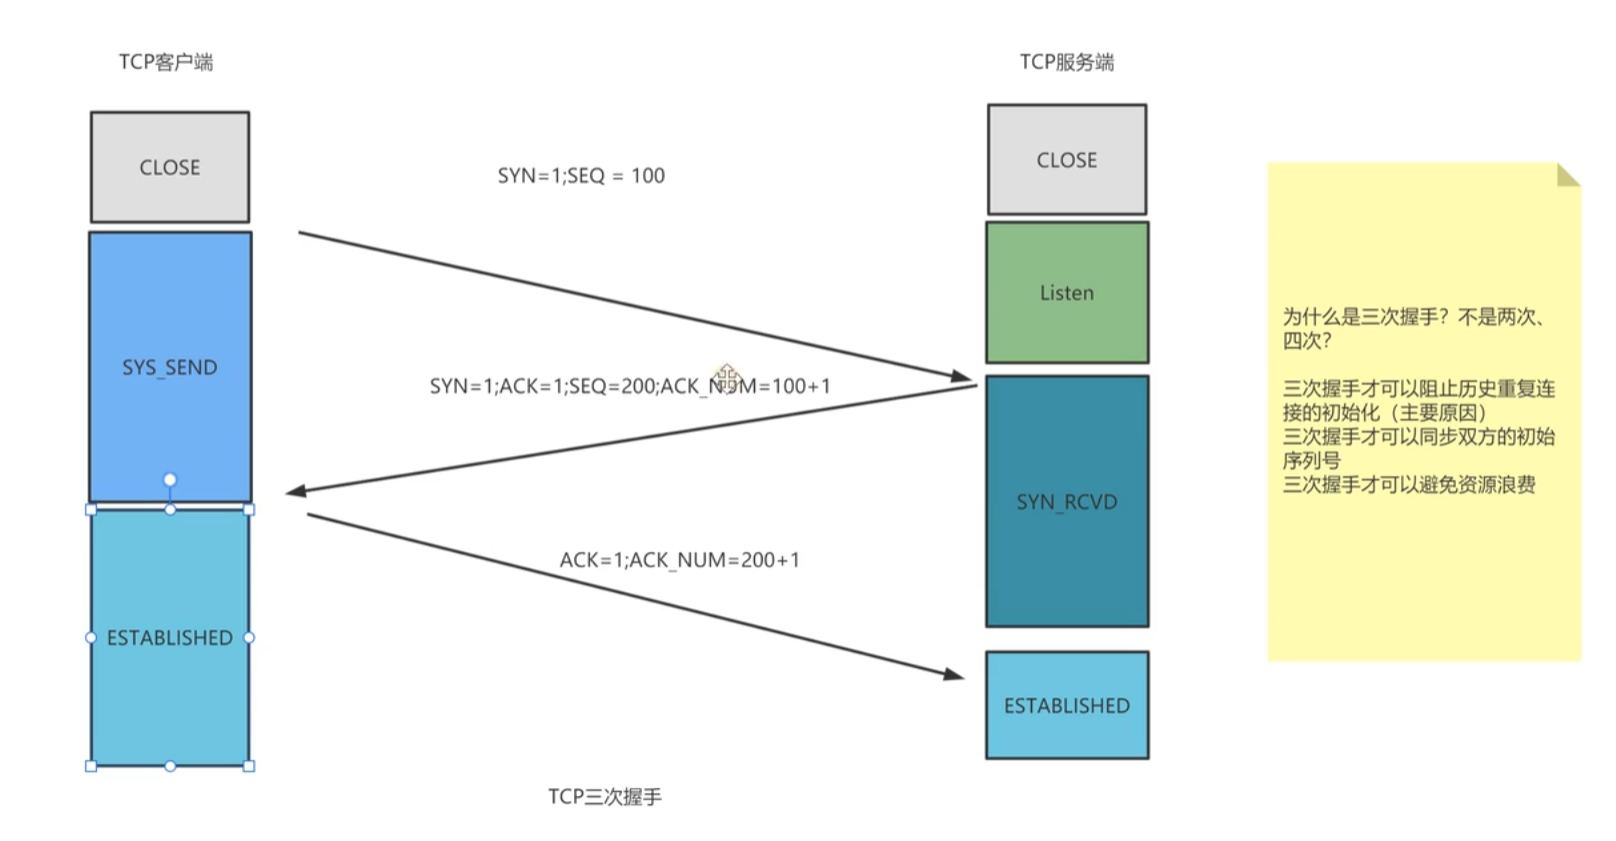 TCP客户端
TCP服务端
CLOSE
CLOSE
SYN=1;SEQ = 100
Listen
SYS_SEND
SYN=1;ACK=1;SEQ=200;ACK_NUM=100+1
SYN_RCVD
ACK=1;ACK_NUM=200+1
ESTABLISHED
ESTABLISHED
TCP三次握手
为什么是三次握手？不是两次、
四次？
三次握手才可以阻止历史重复连
接的初始化（主要原因）
三次握手才可以同步双方的初始
序列号
三次握手才可以避免资源浪费